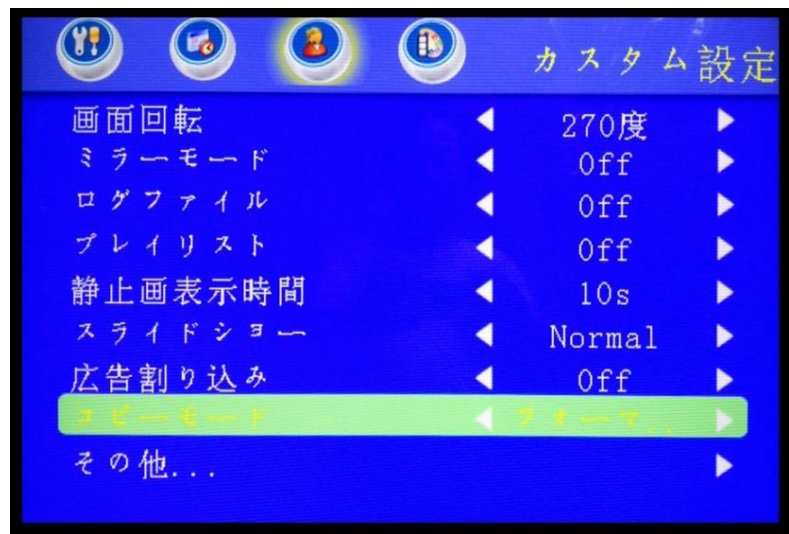 カスタム設定
画面回転 270度
ミラーモード Off
ログファイル Off
プレイリスト Off
静止画表示時間 10s
スライドショー Normal
広告割り込み Off
コピーモード フォーマ..
その他...